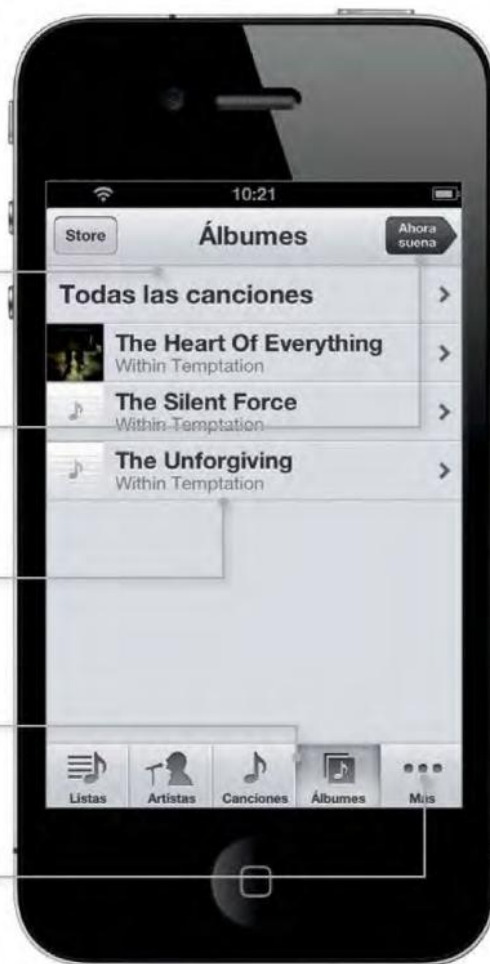 10:21
Store
Álbumes
Ahora
suena
Todas las canciones
The Heart Of Everything
Within Temptation
The Silent Force
Within Temptation
The Unforgiving
Within Temptation
Listas
Artistas
Canciones
Álbumes
Más